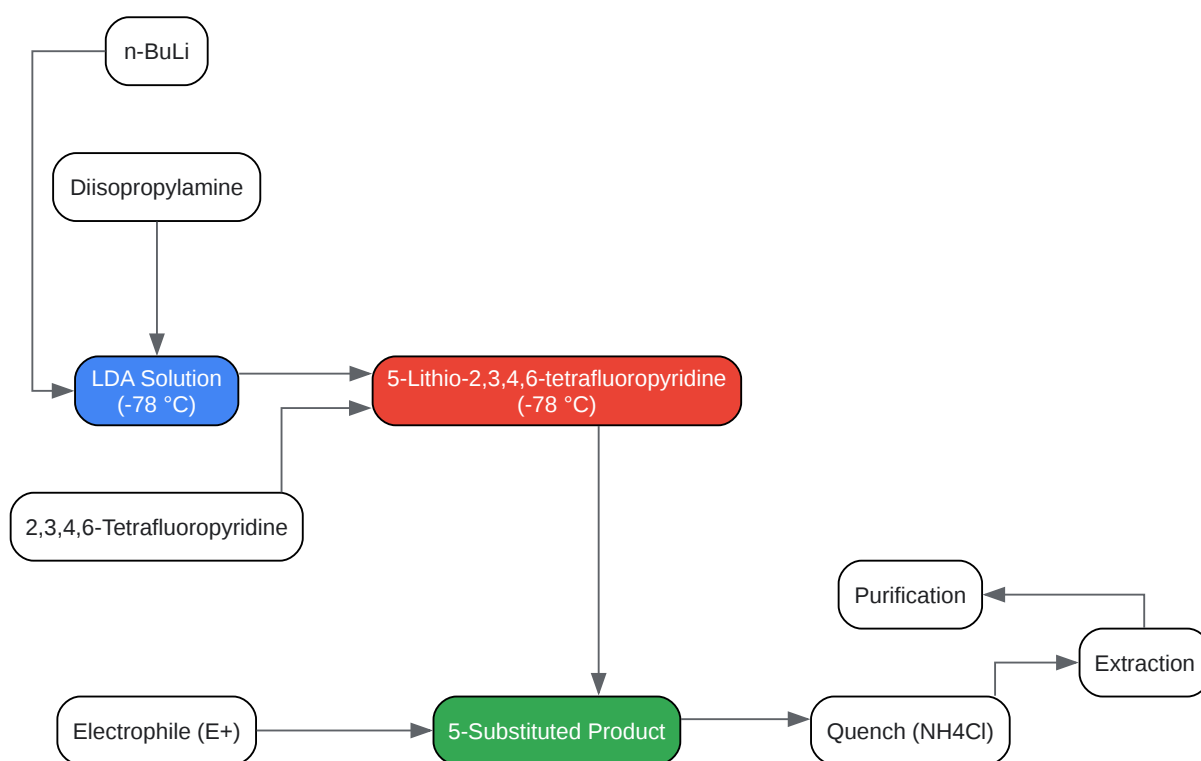 n-BuLi
Diisopropylamine
LDA Solution
(-78 °C)
5-Lithio-2,3,4,6-tetrafluoropyridine
(-78 °C)
2,3,4,6-Tetrafluoropyridine
Purification
Extraction
Electrophile (E+)
5-Substituted Product
Quench (NH4Cl)